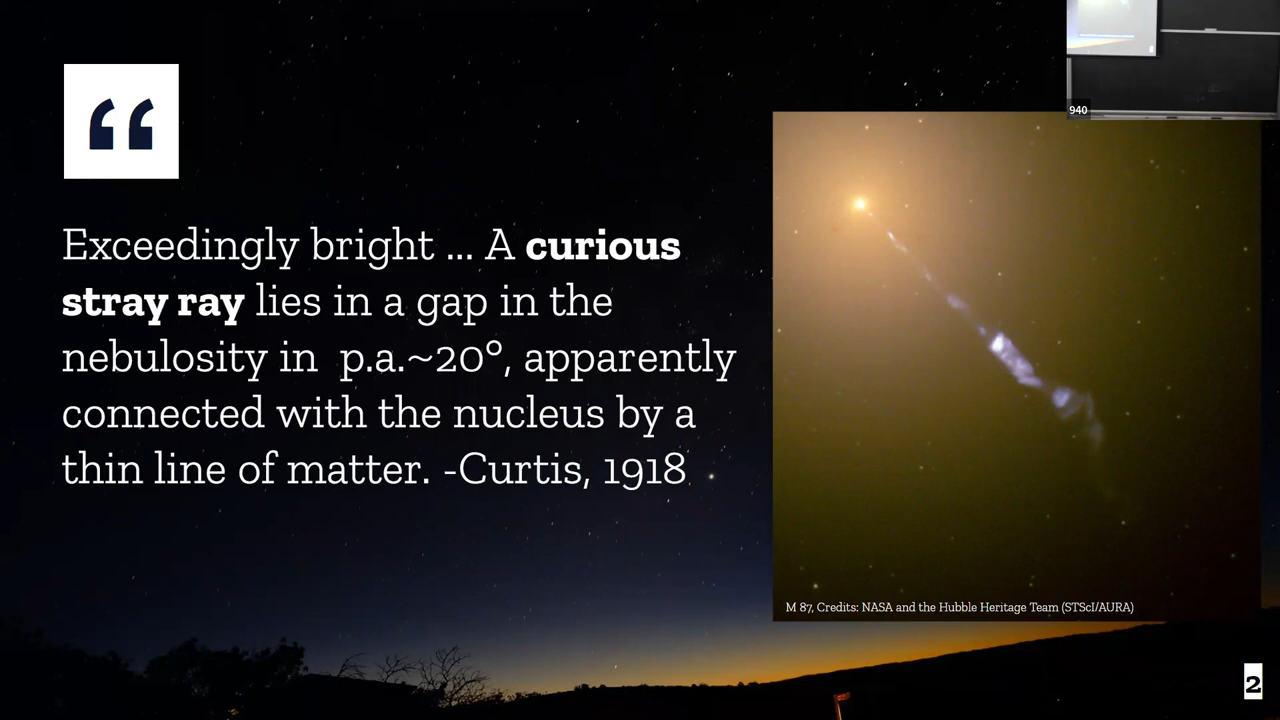 940
“
Exceedingly bright ... A curious
stray ray lies in a gap in the
nebulosity in p.a.~20°, apparently
connected with the nucleus by a
thin line of matter. -Curtis, 1918
M 87, Credits: NASA and the Hubble Heritage Team (STScI/AURA)
2